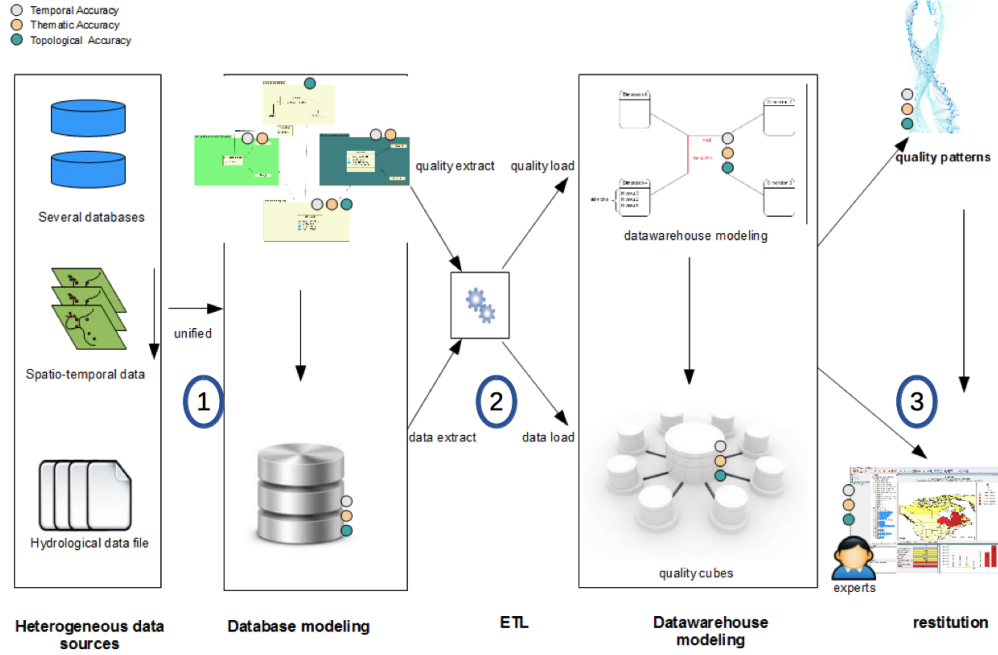 Temporal Accuracy
Thematic Accuracy
Topological Accuracy
Several databases
Spatio-temporal data
Hydrological data file
unified
1
quality extract
data extract
2
quality load
data load
datawarehouse modeling
quality cubes
quality patterns
3
experts
Heterogeneous data
sources
Database modeling
ETL
Datawarehouse
modeling
restitution